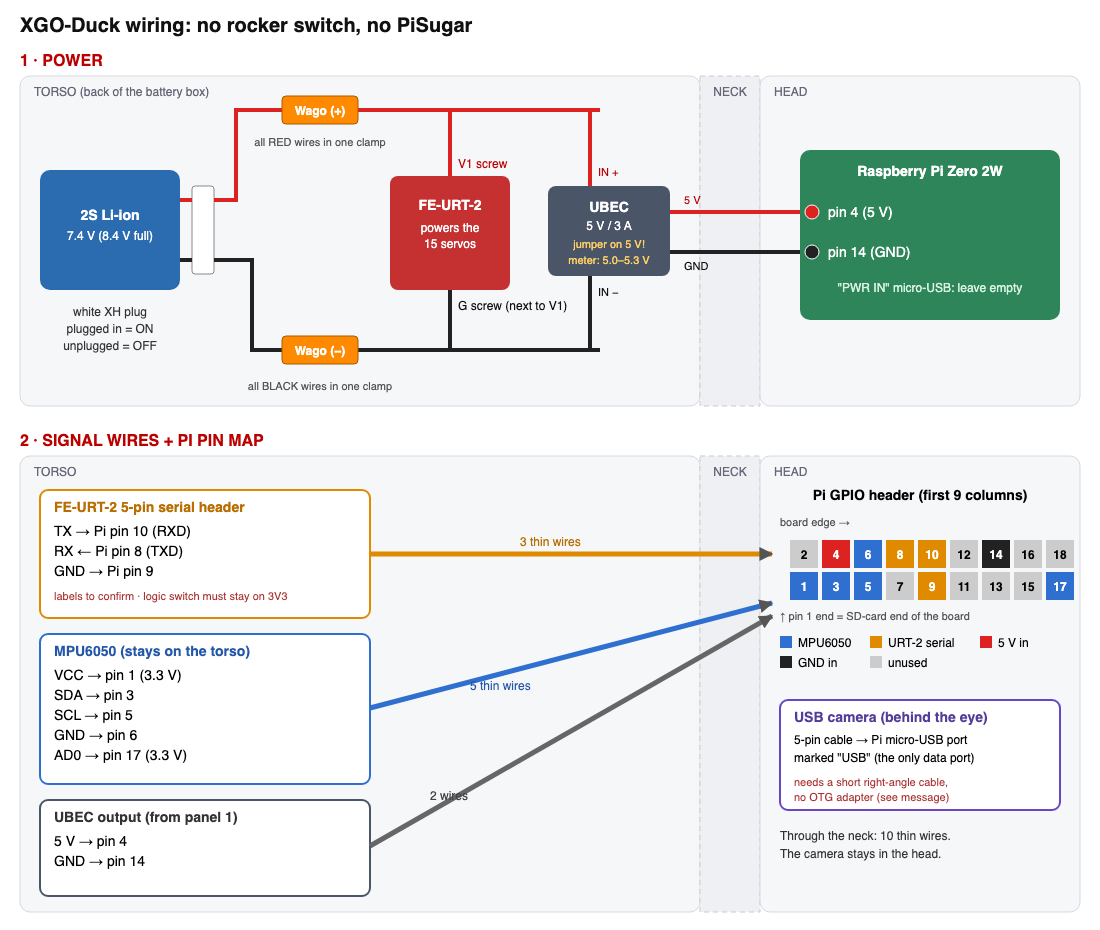 XGO-Duck wiring: no rocker switch, no PiSugar
1 · POWER
TORSO (back of the battery box)
NECK
HEAD
Wago (+)
all RED wires in one clamp
V1 screw
IN +
2S Li-ion
7.4 V (8.4 V full)
FE-URT-2
powers the
15 servos
UBEC
5 V / 3 A
jumper on 5 V!
meter: 5.0–5.3 V
5 V
GND
Raspberry Pi Zero 2W
pin 4 (5 V)
pin 14 (GND)
"PWR IN" micro-USB: leave empty
white XH plug
plugged in = ON
unplugged = OFF
G screw (next to V1)
IN –
Wago (–)
all BLACK wires in one clamp
2 · SIGNAL WIRES + PI PIN MAP
TORSO
NECK
HEAD
FE-URT-2 5-pin serial header
TX → Pi pin 10 (RXD)
RX ← Pi pin 8 (TXD)
GND → Pi pin 9
labels to confirm · logic switch must stay on 3V3
3 thin wires
MPU6050 (stays on the torso)
VCC → pin 1 (3.3 V)
SDA → pin 3
SCL → pin 5
GND → pin 6
AD0 → pin 17 (3.3 V)
5 thin wires
UBEC output (from panel 1)
5 V → pin 4
GND → pin 14
2 wires
Pi GPIO header (first 9 columns)
board edge →
2 4 6 8 10 12 14 16 18
1 3 5 7 9 11 13 15 17
↑ pin 1 end = SD-card end of the board
MPU6050 URT-2 serial 5 V in
GND in unused
USB camera (behind the eye)
5-pin cable → Pi micro-USB port
marked "USB" (the only data port)
needs a short right-angle cable,
no OTG adapter (see message)
Through the neck: 10 thin wires.
The camera stays in the head.